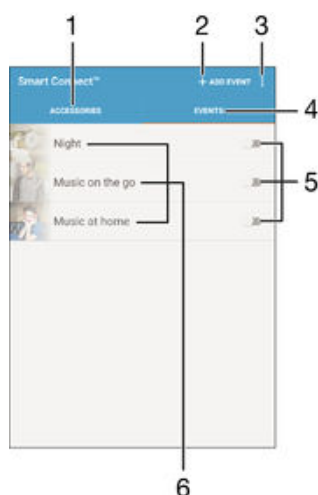 1 2 3
Smart Connect™ + ADD EVENT
ACCESSORIES EVENTS 4
Night
Music on the go 5
Music at home
6